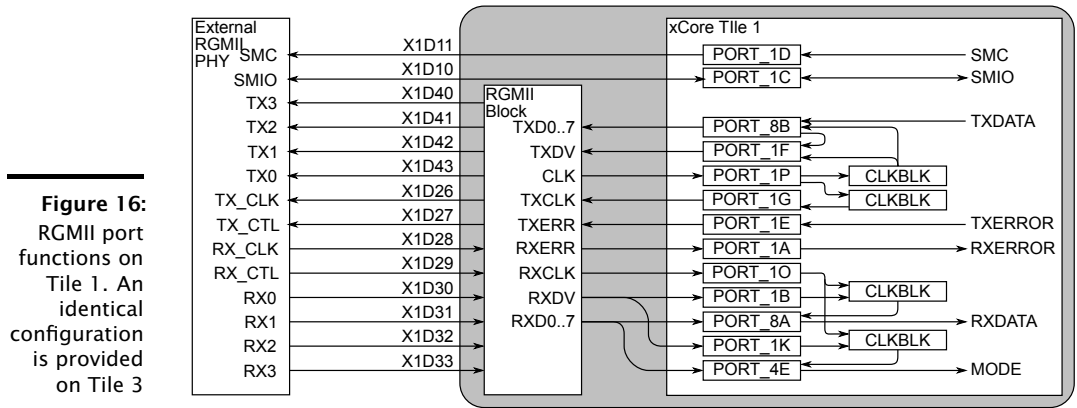 Figure 16:
RGMII port
functions on
Tile 1. An
identical
configuration
is provided
on Tile 3
External
RGMII
PHY
SMC
SMIO
TX3
TX2
TX1
TX0
TX_CLK
TX_CTL
RX_CLK
RX_CTL
RX0
RX1
RX2
RX3
X1D11
X1D10
X1D40
X1D41
X1D42
X1D43
X1D26
X1D27
X1D28
X1D29
X1D30
X1D31
X1D32
X1D33
RGMII
Block
TXD0..7
TXDV
CLK
TXCLK
TXERR
RXERR
RXCLK
RXDV
RXD0..7
xCore TIle 1
PORT_1D
PORT_1C
PORT_8B
PORT_1F
PORT_1P
PORT_1G
PORT_1E
PORT_1A
PORT_1O
PORT_1B
PORT_8A
PORT_1K
PORT_4E
CLKBLK
CLKBLK
CLKBLK
CLKBLK
SMC
SMIO
TXDATA
TXERROR
RXERROR
RXDATA
MODE